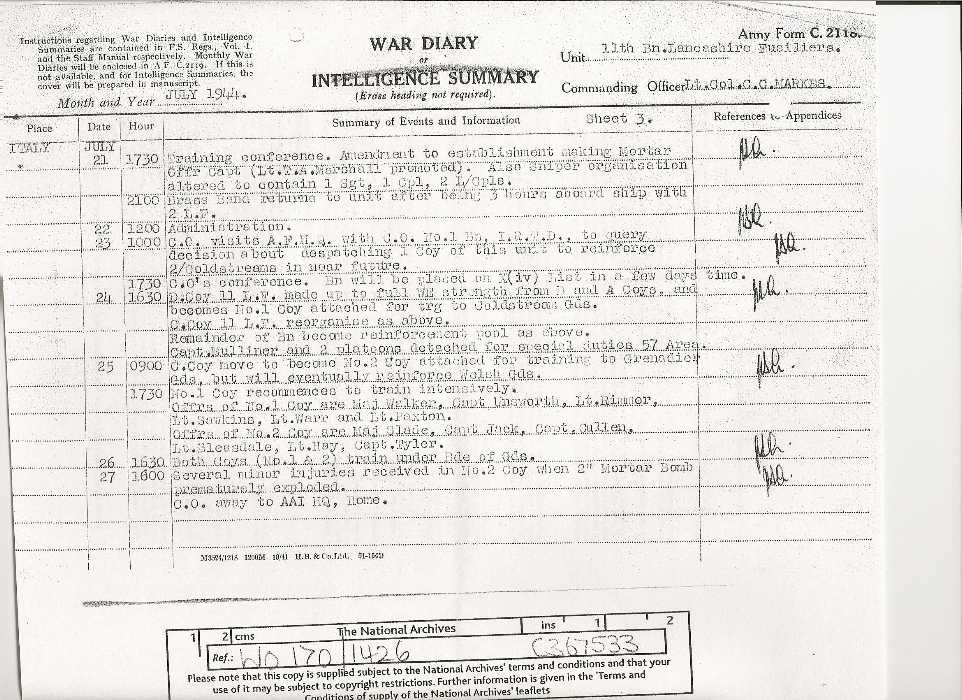 Instructions regarding War Diaries and Intelligence
Summaries are contained in F.S. Regs., Vol. I.
and the Staff Manual respectively. Monthly War
Diaries will be enclosed in A.F. C.2119. If this is
not available, and for Intelligence Summaries, the
cover will be prepared in manuscript.
Month and Year JULY 1944.
WAR DIARY
or
INTELLIGENCE SUMMARY
(Erase heading not required).
Army Form C. 2118.
Unit 11th Bn. Lancashire Fusiliers.
Commanding Officer Lt.Col.G.G.MARKES.
Place Date Hour Summary of Events and Information Sheet 3. References to Appendices
ITALY JULY
21 1730 Training conference. Amendment to establishment making Mortar
Offr Capt (Lt.F.A.Marshall promoted). Also Sniper organisation
altered to contain 1 Sgt, 1 Cpl, 2 L/Cpls.
2100 Brass Band returns to unit after being 3 hours aboard ship with
2 L.F.
22 1200 Administration.
23 1000 C.O. visits A.F.H.Q. with C.O. No.1 Bn. I.R.T.D., to query
decision about despatching 1 Coy of this unit to reinforce
2/Coldstreams in near future.
1730 C.O's conference. Bn will be placed on X(iv) list in a few days time.
24 1630 D.Coy 11 L.F. made up to full WE strength from and A Coys, and
becomes No.1 Coy attached for trg to Coldstream Gds.
C.Coy 11 L.F. reorganise as above.
Remainder of Bn become reinforcement pool as above.
Capt.Bulliner and 2 platoons detached for special duties 57 Area.
25 0900 C.Coy move to become No.2 Coy attached for training to Grenadier
Gds, but will eventually reinforce Welsh Gds.
1730 No.1 Coy recommences to train intensively.
Offrs of No.1 Coy are Maj Walker, Capt Unsworth, Lt.Rimmer,
Lt.Sawkins, Lt.Warr and Lt.Paxton.
Offrs of No.2 Coy are Maj Slade, Capt Jack, Capt.Cullen,
Lt.Bleasdale, Lt.Hay, Capt.Tyler.
26 1630 Both Coys (No.1 & 2) train under Bde of Gds.
27 1600 Several minor injuries received in No.2 Coy when 2" Mortar Bomb
prematurely exploded.
C.O. away to AAI HQ, Rome.
10/41 H.B. & Co.Ltd.
1 2 cms The National Archives ins 1 2
Ref.: WO 170 1426 C367533
Please note that this copy is supplied subject to the National Archives' terms and conditions and that your
use of it may be subject to copyright restrictions. Further information is given in the 'Terms and
Conditions of supply of the National Archives' leaflets